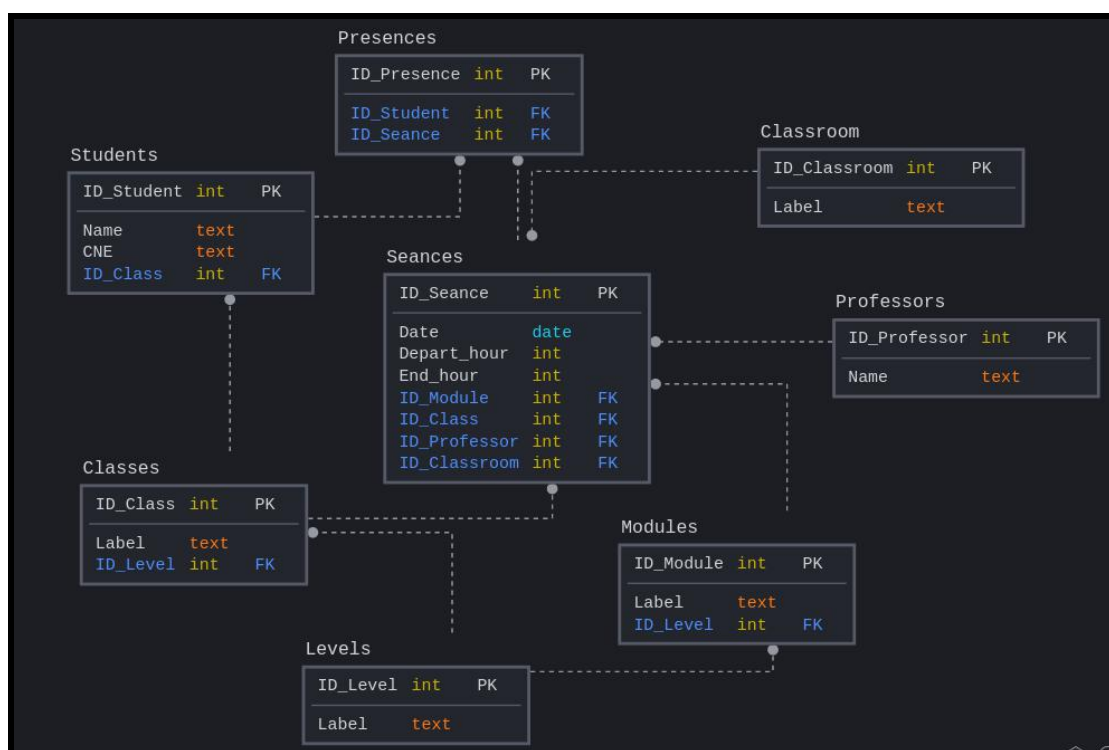 Presences
ID_Presence int PK
ID_Student int FK
ID_Seance int FK
Classroom
ID_Classroom int PK
Label text
Students
ID_Student int PK
Name text
CNE text
ID_Class int FK
Seances
ID_Seance int PK
Date date
Depart_hour int
End_hour int
ID_Module int FK
ID_Class int FK
ID_Professor int FK
ID_Classroom int FK
Professors
ID_Professor int PK
Name text
Classes
ID_Class int PK
Label text
ID_Level int FK
Modules
ID_Module int PK
Label text
ID_Level int FK
Levels
ID_Level int PK
Label text